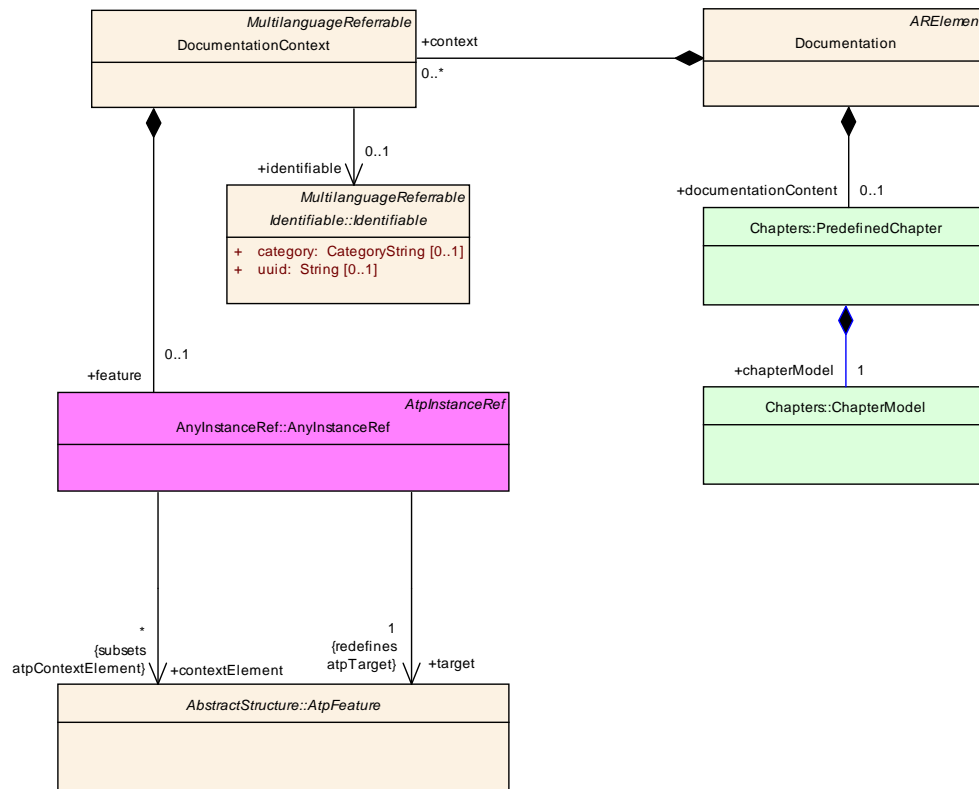 MultilanguageReferrable
DocumentationContext
+context
0..*
ARElemen
Documentation
+identifiable
0..1
MultilanguageReferrable
Identifiable::Identifiable
+ category: CategoryString [0..1]
+ uuid: String [0..1]
+documentationContent
0..1
Chapters::PredefinedChapter
+chapterModel
1
Chapters::ChapterModel
0..1
+feature
AtpInstanceRef
AnyInstanceRef::AnyInstanceRef
*
{subsets
atpContextElement}
+contextElement
1
{redefines
atpTarget}
+target
AbstractStructure::AtpFeature